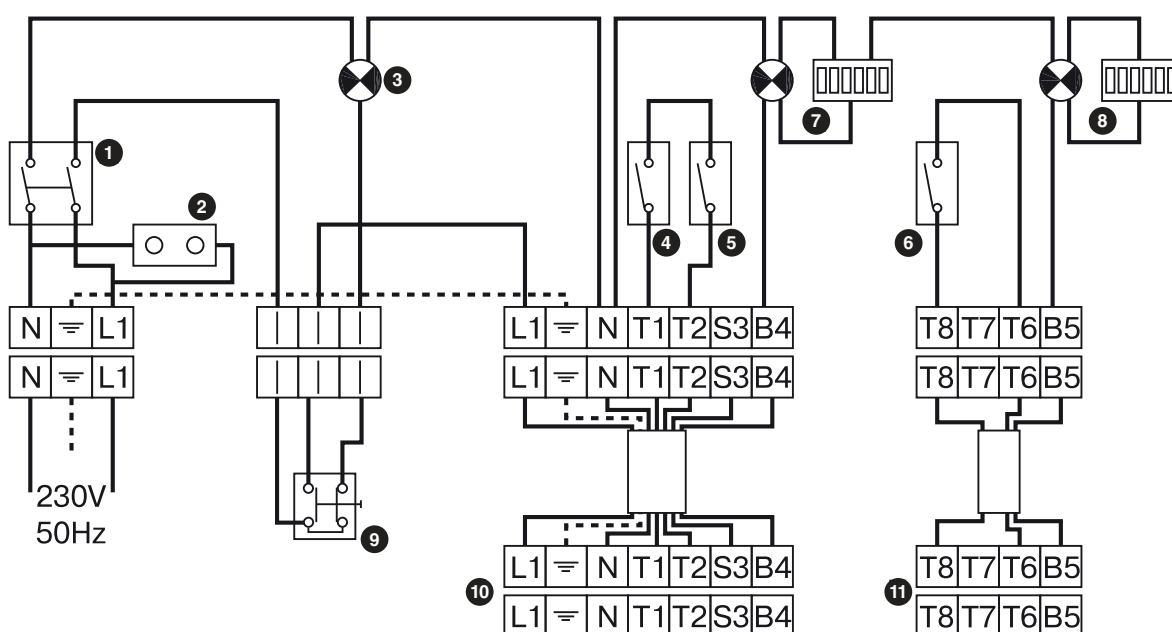 3
7
8
1
2
4
5
6
N L1
L1 N T1 T2 S3 B4
T8 T7 T6 B5
N L1
L1 N T1 T2 S3 B4
T8 T7 T6 B5
230V
50Hz
9
L1 N T1 T2 S3 B4
T8 T7 T6 B5
10
11
L1 N T1 T2 S3 B4
T8 T7 T6 B5